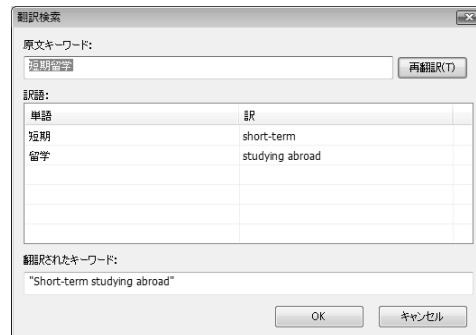 翻訳検索
原文キーワード:
短期留学
再翻訳(T)
訳語:
単語 訳
短期 short-term
留学 studying abroad
翻訳されたキーワード:
"Short-term studying abroad"
OK キャンセル